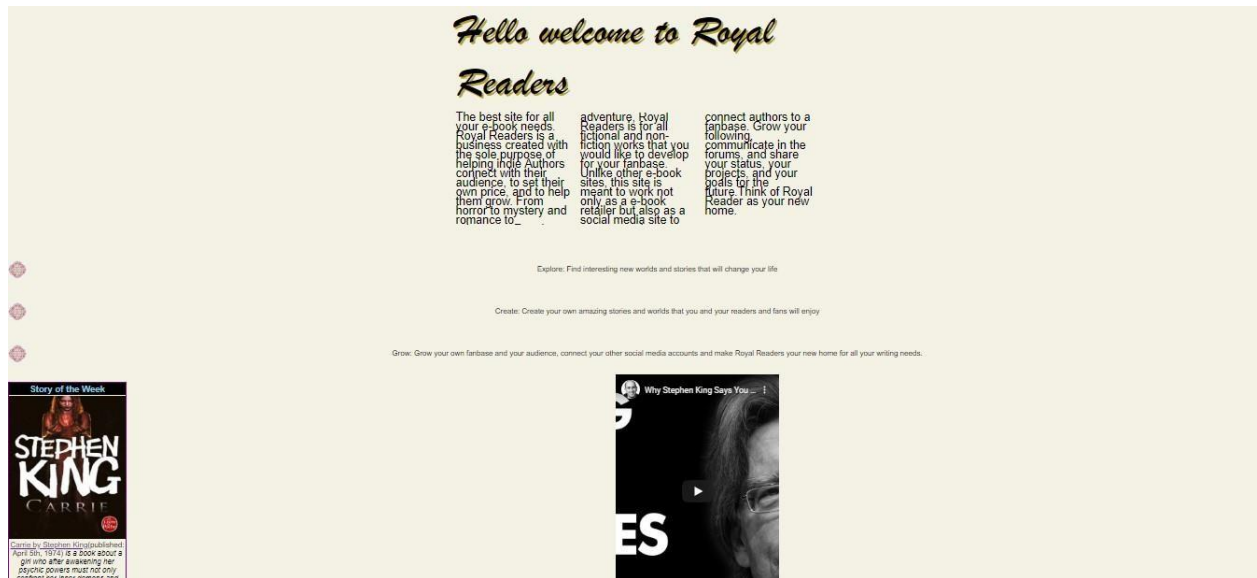 Hello welcome to Royal
Readers
The best site for all
your e-book needs.
Royal Readers is a
business created with
the sole purpose of
helping indie Authors
connect with their
audience, to set their
own price, and to help
them grow. From
horror to mystery and
romance to
adventure, Royal
Readers is for all
fictional and non-
fiction works that you
would like to develop
for your fanbase.
Unlike other e-book
sites, this site is
meant to work not
only as a e-book
retailer but also as a
social media site to
connect authors to a
fanbase. Grow your
following,
communicate in the
forums, and share
your status, your
projects, and your
goals for the
future.Think of Royal
Reader as your new
home.
Explore: Find interesting new worlds and stories that will change your life
Create: Create your own amazing stories and worlds that you and your readers and fans will enjoy
Grow: Grow your own fanbase and your audience, connect your other social media accounts and make Royal Readers your new home for all your writing needs.
Story of the Week
STEPHEN
KING
CARRIE
Carrie by Stephen King(published:
April 5th, 1974) is a book about a
girl who after awakening her
psychic powers must not only
confront her inner demons and
Why Stephen King Says You ...
G
ES